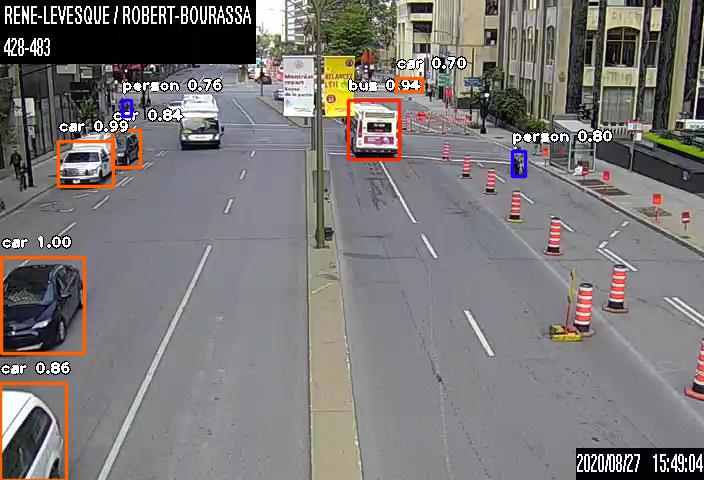 RENE-LEVESQUE / ROBERT-BOURASSA
428-483
person 0.76
car 0.70
bus 0.94
car 0.84
car 0.99
person 0.80
car 1.00
car 0.86
Montréal
2020/08/27 15:49:04